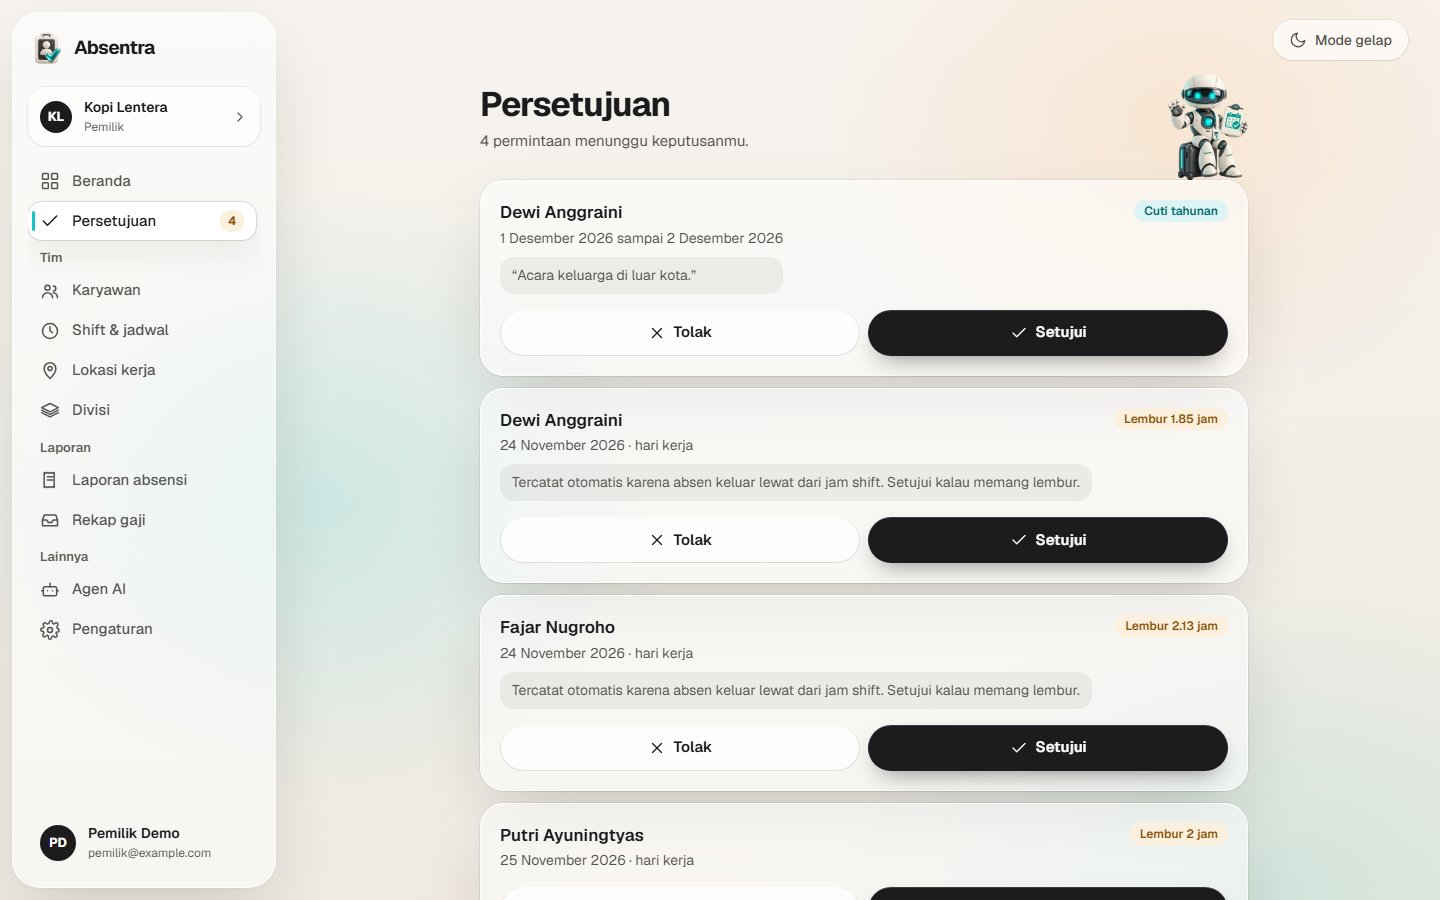 Absentra
Mode gelap
KL
Kopi Lentera
Pemilik
Beranda
Persetujuan
4
Tim
Karyawan
Shift & jadwal
Lokasi kerja
Divisi
Laporan
Laporan absensi
Rekap gaji
Lainnya
Agen AI
Pengaturan
PD
Pemilik Demo
pemilik@example.com
Persetujuan
4 permintaan menunggu keputusanmu.
Dewi Anggraini
Cuti tahunan
1 Desember 2026 sampai 2 Desember 2026
“Acara keluarga di luar kota.”
Tolak
Setujui
Dewi Anggraini
Lembur 1.85 jam
24 November 2026 · hari kerja
Tercatat otomatis karena absen keluar lewat dari jam shift. Setujui kalau memang lembur.
Tolak
Setujui
Fajar Nugroho
Lembur 2.13 jam
24 November 2026 · hari kerja
Tercatat otomatis karena absen keluar lewat dari jam shift. Setujui kalau memang lembur.
Tolak
Setujui
Putri Ayuningtyas
Lembur 2 jam
25 November 2026 · hari kerja